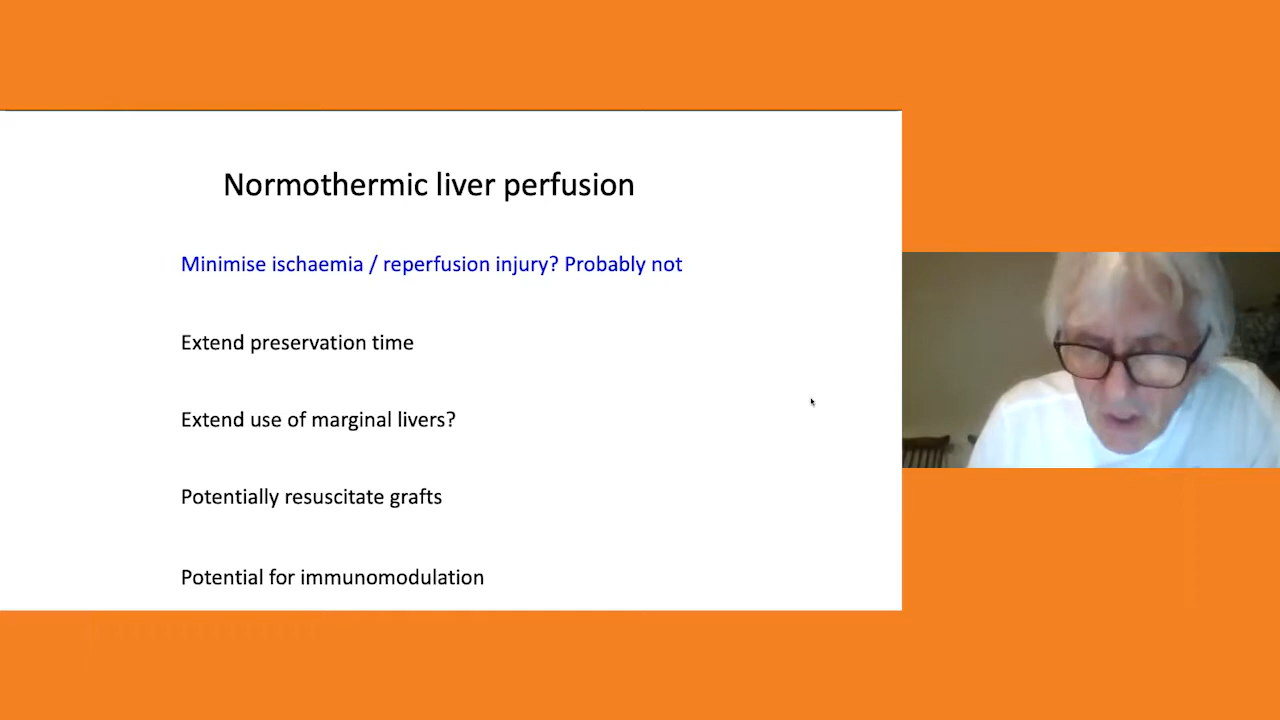 Normothermic liver perfusion
Minimise ischaemia / reperfusion injury? Probably not
Extend preservation time
Extend use of marginal livers?
Potentially resuscitate grafts
Potential for immunomodulation